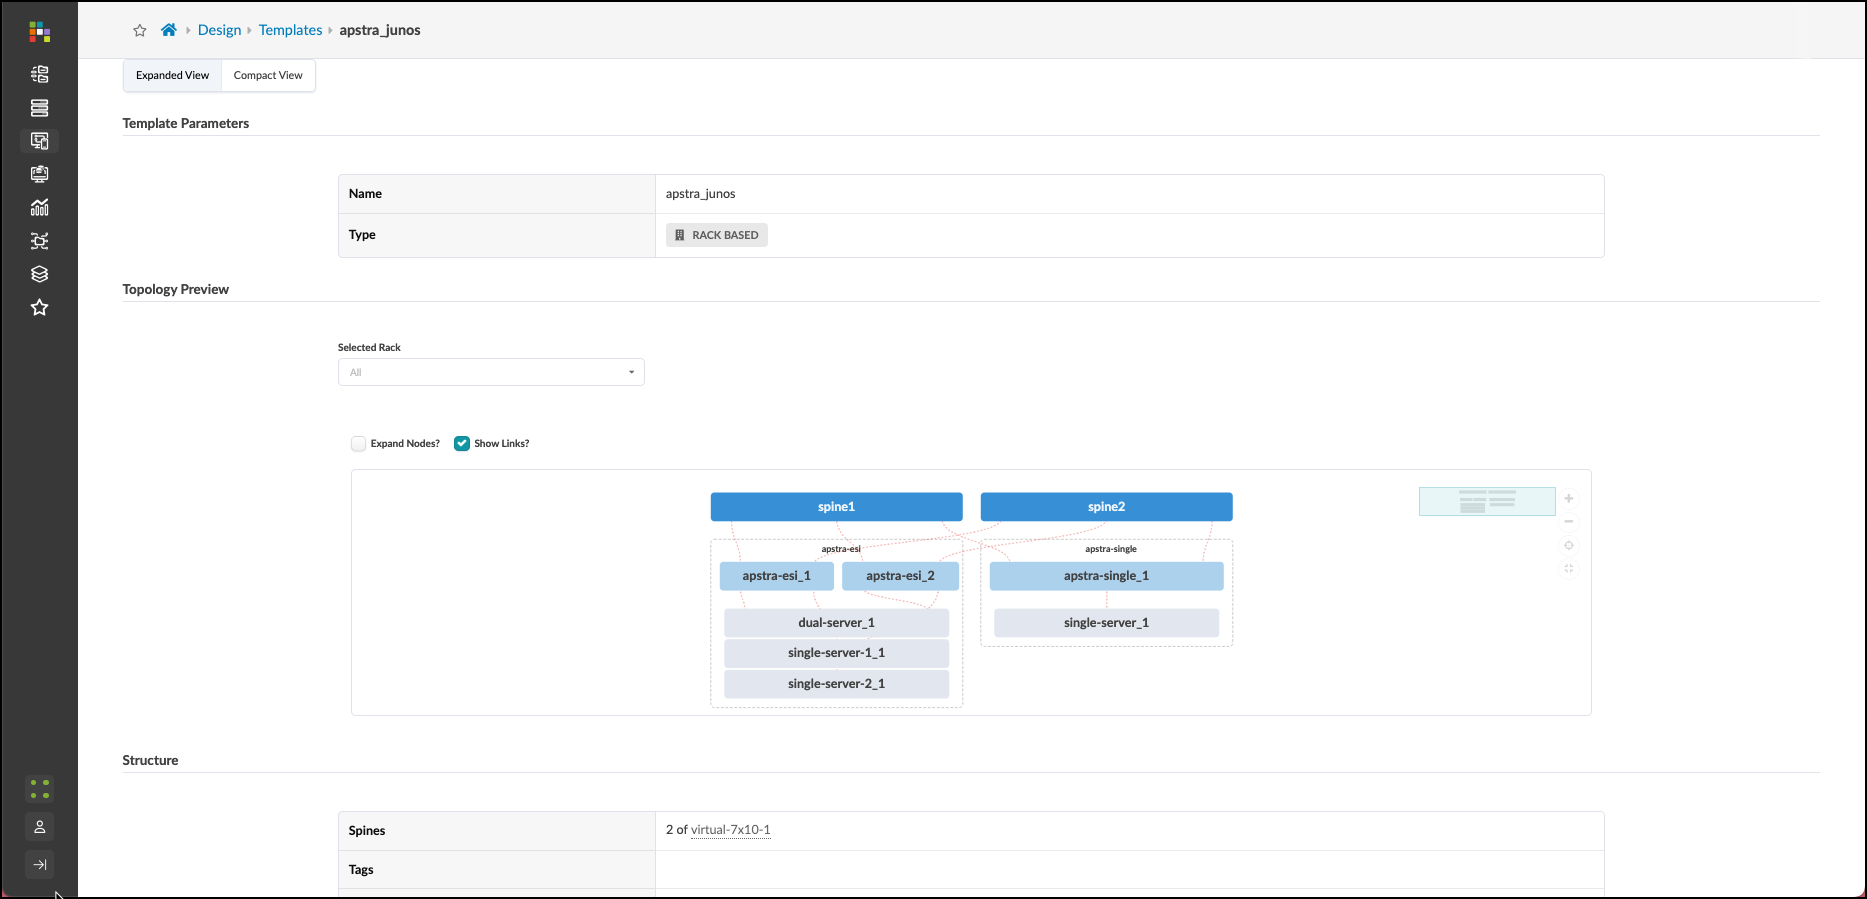 Design Templates apstra_junos
Expanded View Compact View
Template Parameters
Name apstra_junos
Type RACK BASED
Topology Preview
Selected Rack
All
Expand Nodes? Show Links?
spine1 spine2
apstra-esi apstra-single
apstra-esi_1 apstra-esi_2 apstra-single_1
dual-server_1 single-server_1
single-server-1_1
single-server-2_1
Structure
Spines 2 of virtual-7x10-1
Tags